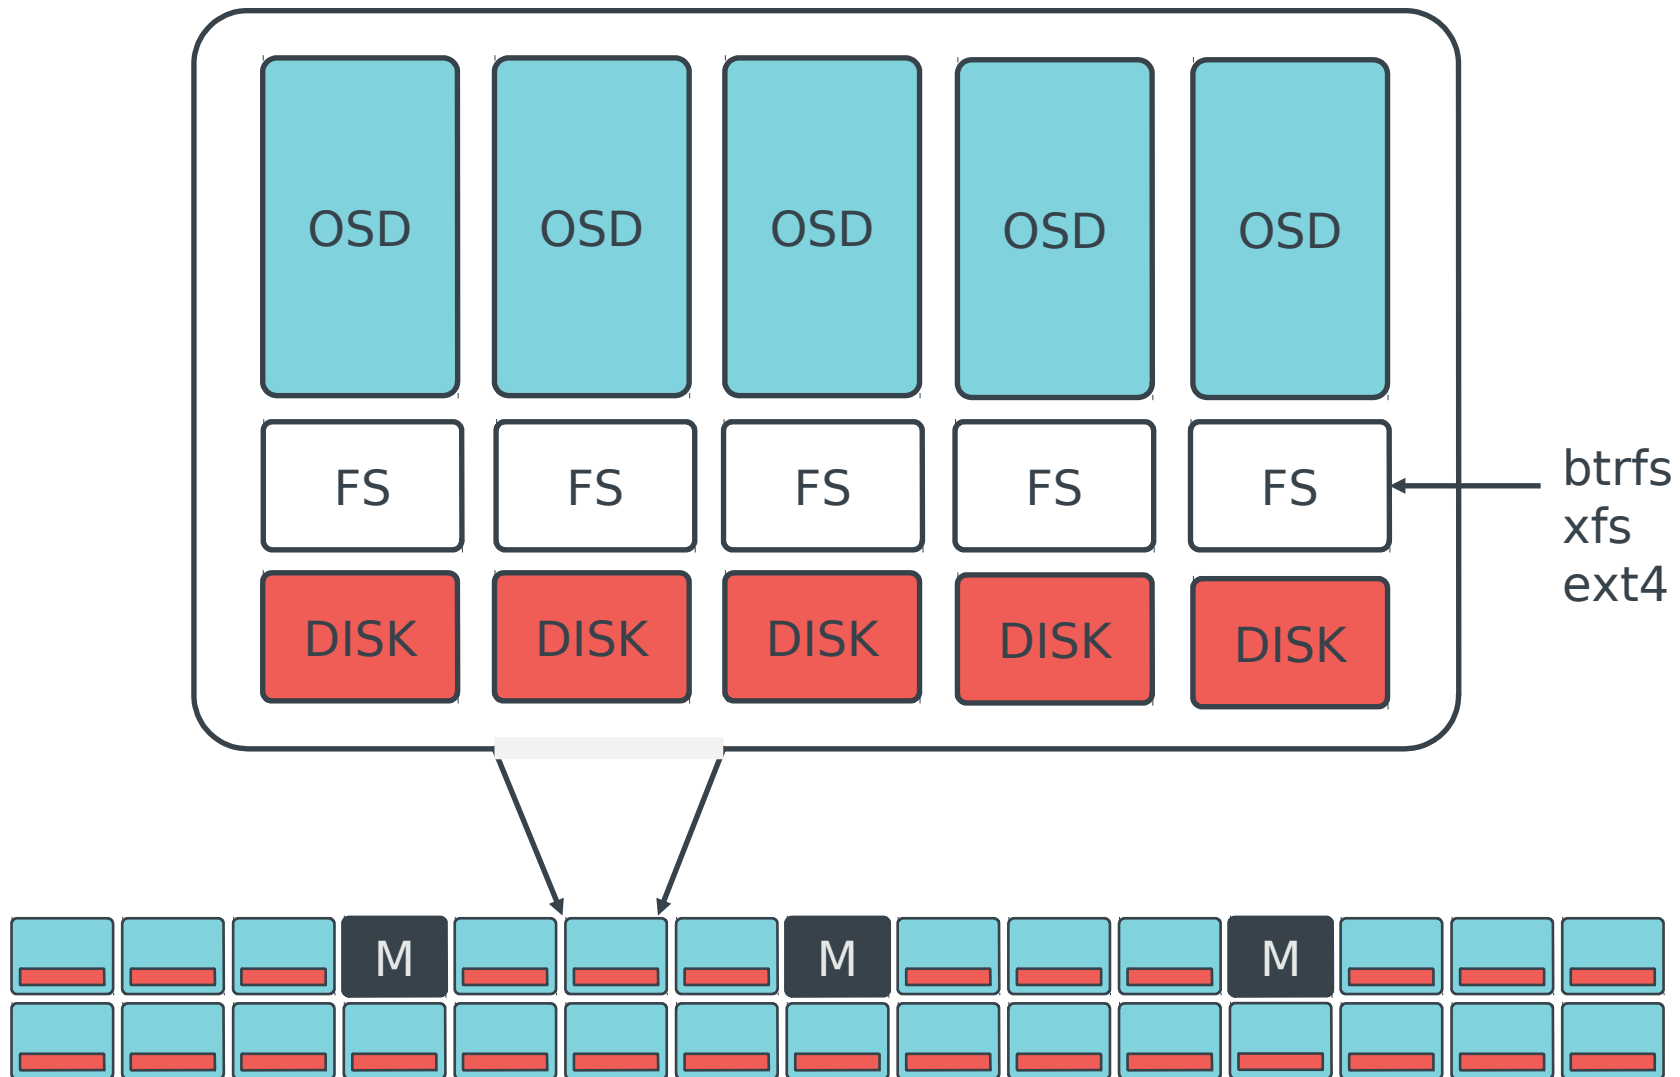 OSD OSD OSD OSD OSD
FS FS FS FS FS
btrfs
xfs
ext4
DISK DISK DISK DISK DISK
M M M